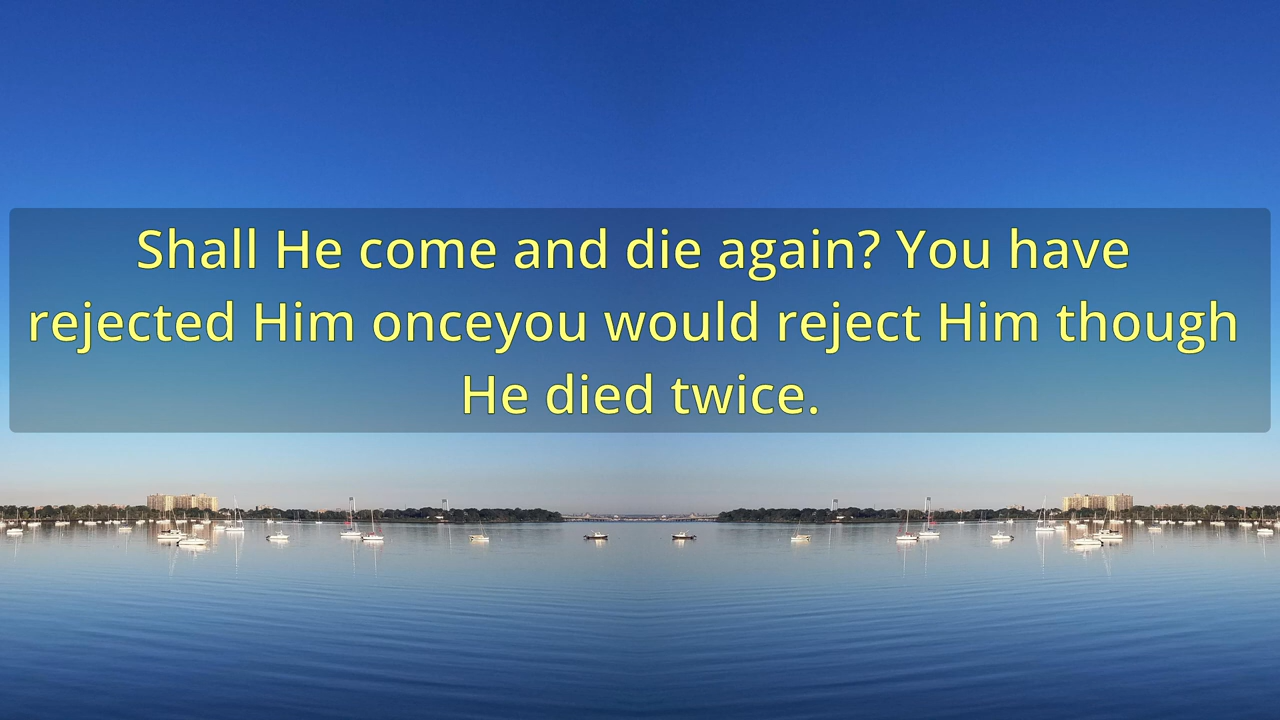 Shall He come and die again? You have
rejected Him onceyou would reject Him though
He died twice.